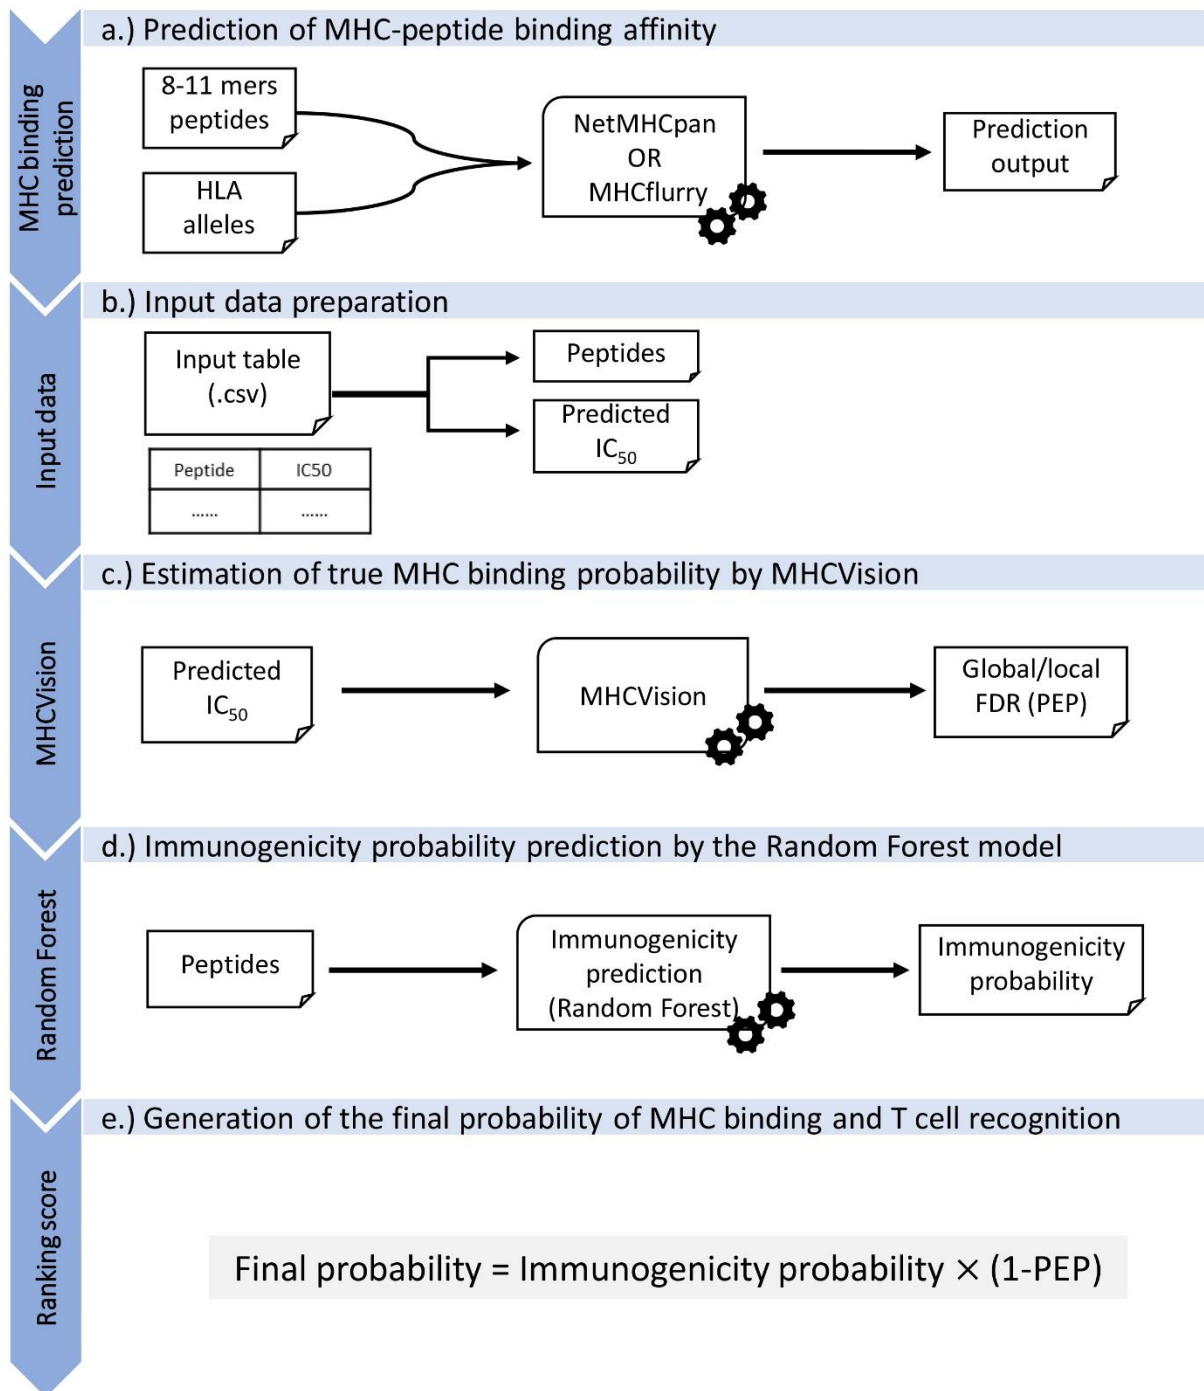 MHC binding
prediction
a.) Prediction of MHC-peptide binding affinity
8-11 mers
peptides
HLA
alleles
NetMHCpan
OR
MHCflurry
Prediction
output
Input data
b.) Input data preparation
Input table
(.csv)
Peptide IC50
...... ......
Peptides
Predicted
IC50
MHCVision
c.) Estimation of true MHC binding probability by MHCVision
Predicted
IC50
MHCVision
Global/local
FDR (PEP)
Random Forest
d.) Immunogenicity probability prediction by the Random Forest model
Peptides
Immunogenicity
prediction
(Random Forest)
Immunogenicity
probability
Ranking score
e.) Generation of the final probability of MHC binding and T cell recognition
Final probability = Immunogenicity probability × (1-PEP)